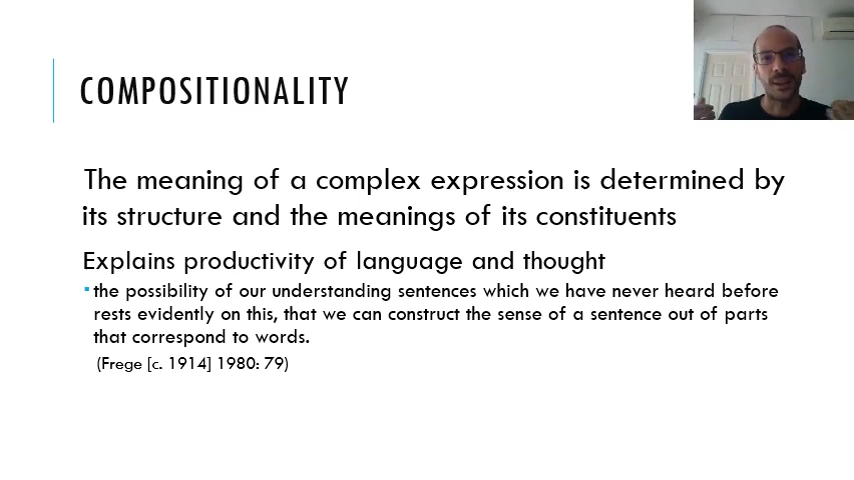 COMPOSITIONALITY
The meaning of a complex expression is determined by
its structure and the meanings of its constituents
Explains productivity of language and thought
▪ the possibility of our understanding sentences which we have never heard before
rests evidently on this, that we can construct the sense of a sentence out of parts
that correspond to words.
(Frege [c. 1914] 1980: 79)